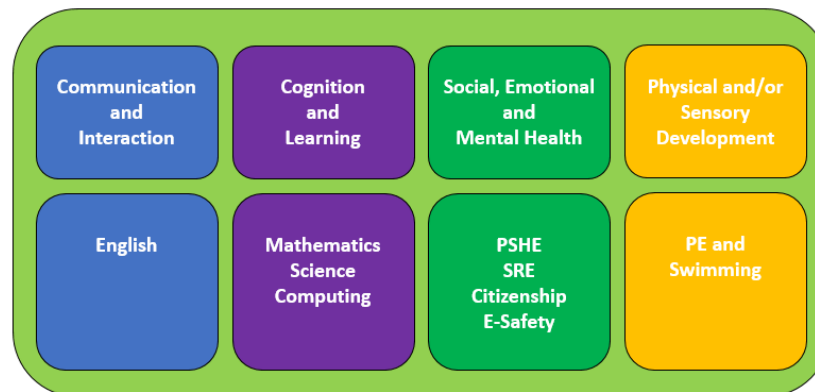 Communication
and
Interaction
Cognition
and
Learning
Social, Emotional
and
Mental Health
Physical and/or
Sensory
Development
English
Mathematics
Science
Computing
PSHE
SRE
Citizenship
E-Safety
PE and
Swimming